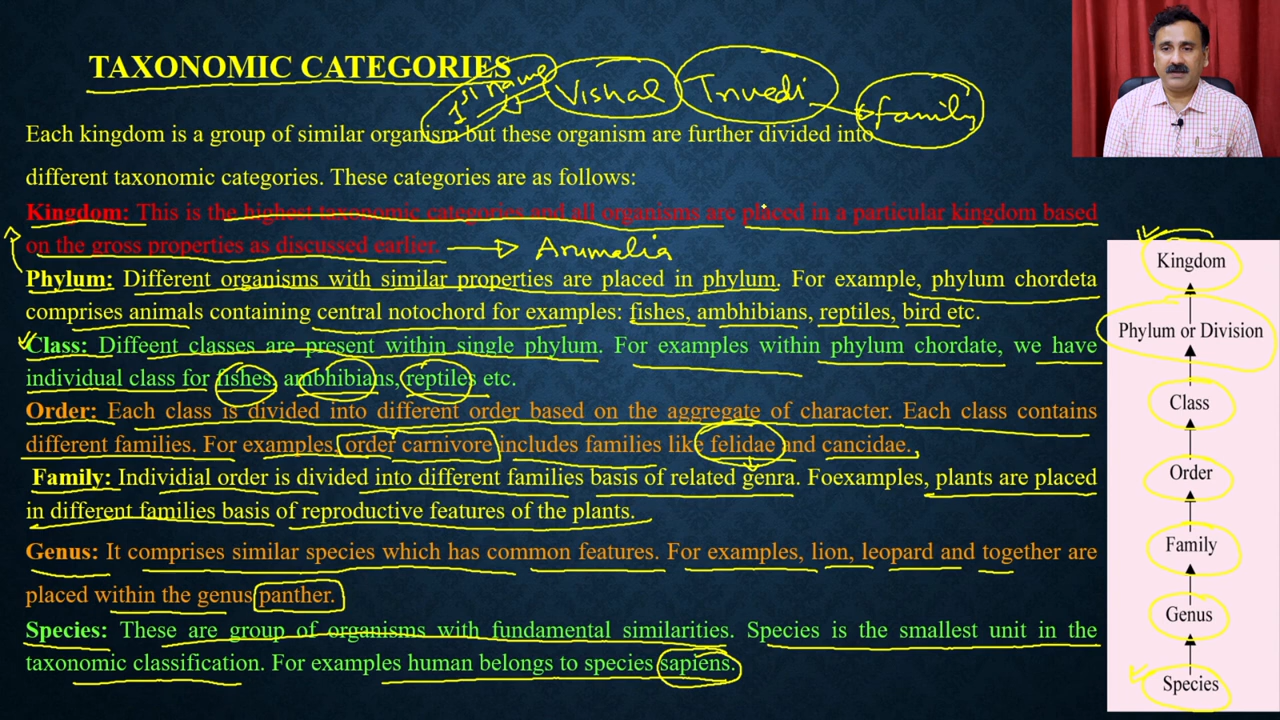 TAXONOMIC CATEGORIES
1st name Vishal Trivedi family
Each kingdom is a group of similar organism but these organism are further divided into
different taxonomic categories. These categories are as follows:
Kingdom: This is the highest taxonomic categories and all organisms are placed in a particular kingdom based
on the gross properties as discussed earlier. Animalia
Phylum: Different organisms with similar properties are placed in phylum. For example, phylum chordeta
comprises animals containing central notochord for examples: fishes, ambhibians, reptiles, bird etc.
Class: Diffeent classes are present within single phylum. For examples within phylum chordate, we have
individual class for fishes, ambhibians, reptiles etc.
Order: Each class is divided into different order based on the aggregate of character. Each class contains
different families. For examples, order carnivore includes families like felidae and cancidae.,
Family: Individial order is divided into different families basis of related genra. Foexamples, plants are placed
in different families basis of reproductive features of the plants.
Genus: It comprises similar species which has common features. For examples, lion, leopard and together are
placed within the genus panther.
Species: These are group of organisms with fundamental similarities. Species is the smallest unit in the
taxonomic classification. For examples human belongs to species sapiens.
Kingdom
Phylum or Division
Class
Order
Family
Genus
Species